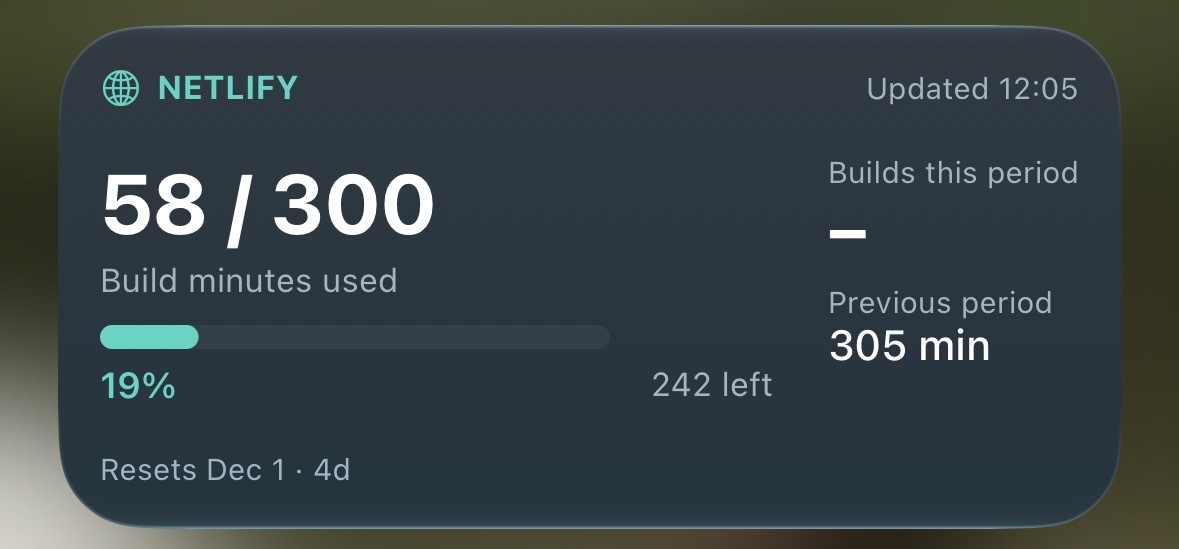 NETLIFY
Updated 12:05
58 / 300
Build minutes used
19%
242 left
Resets Dec 1 · 4d
Builds this period
–
Previous period
305 min